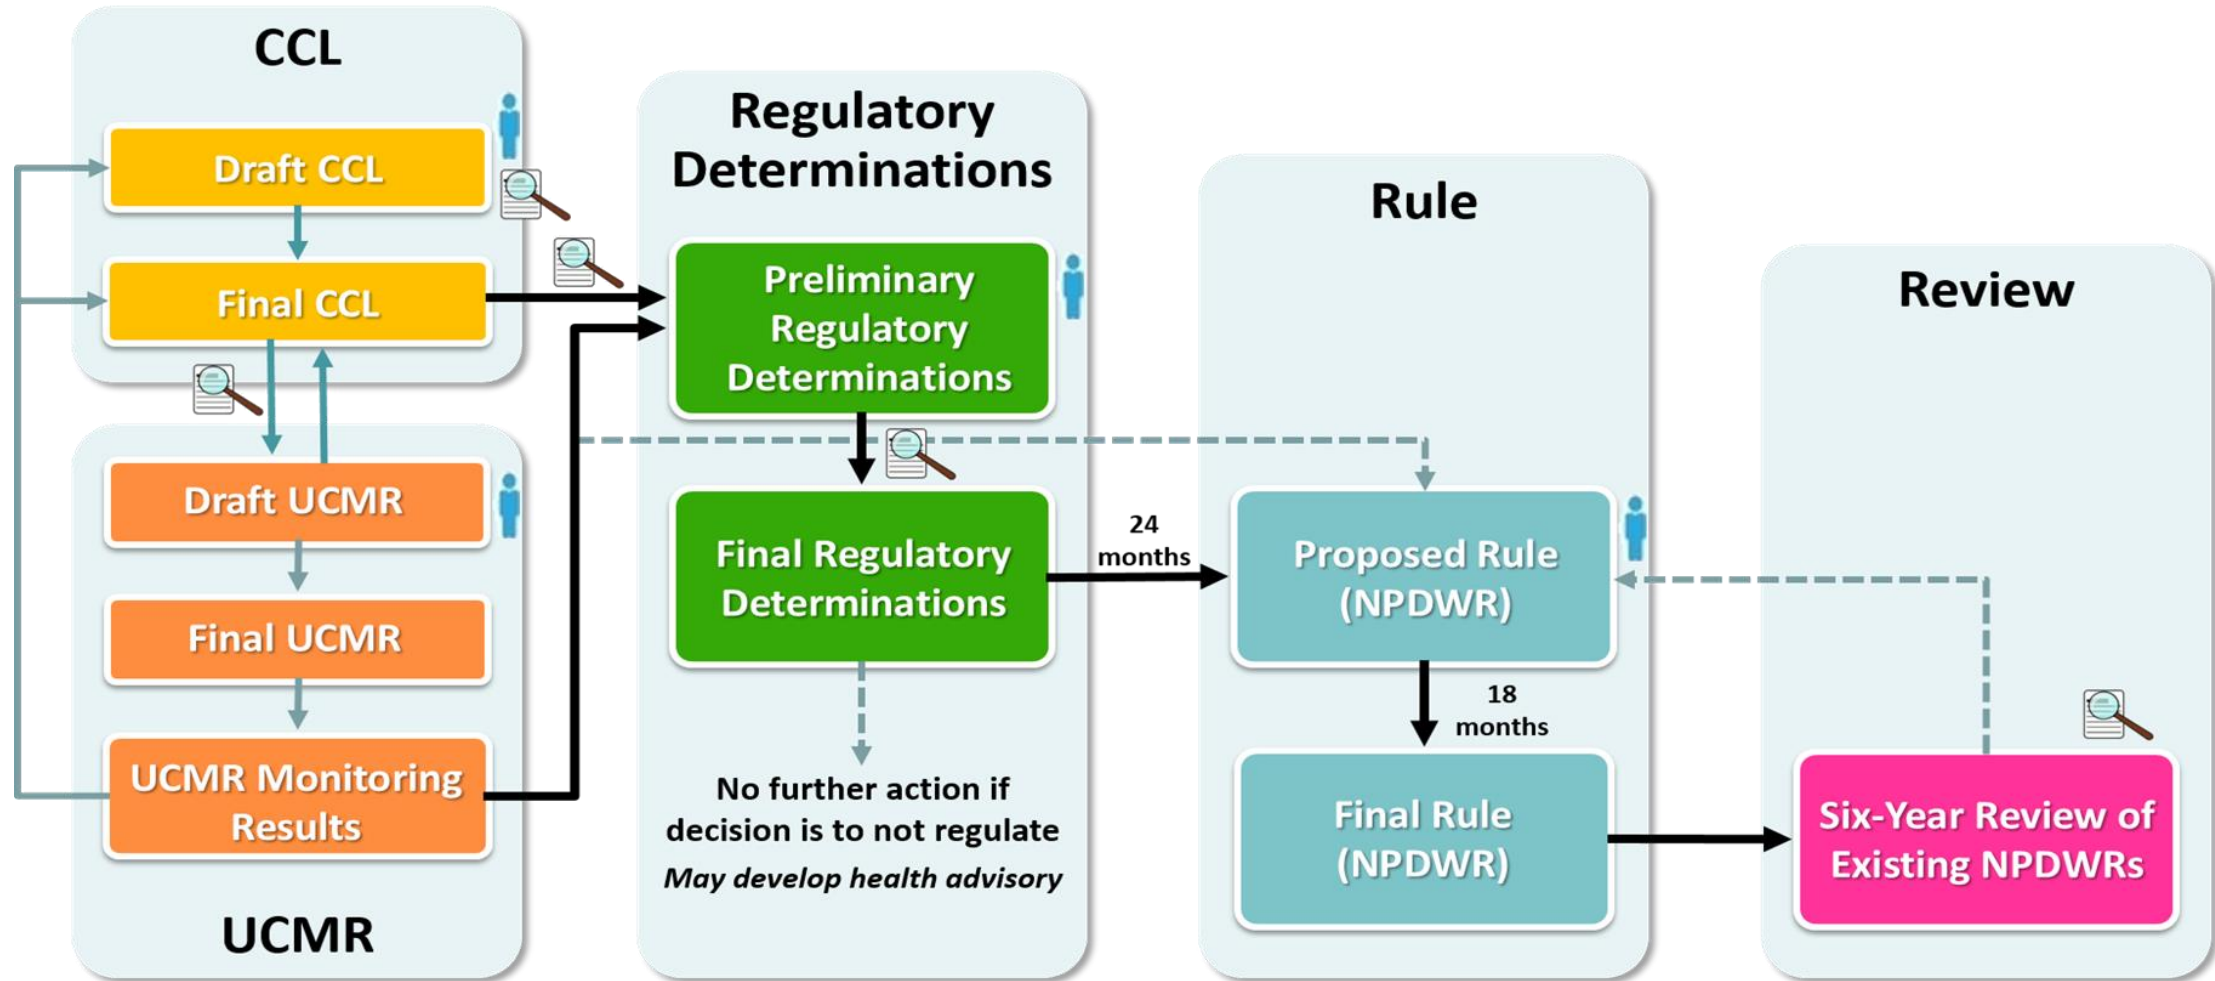 CCL
Draft CCL
Final CCL
Draft UCMR
Final UCMR
UCMR Monitoring
Results
UCMR
Regulatory
Determinations
Preliminary
Regulatory
Determinations
Final Regulatory
Determinations
No further action if
decision is to not regulate
May develop health advisory
24
months
Rule
Proposed Rule
(NPDWR)
18
months
Final Rule
(NPDWR)
Review
Six-Year Review of
Existing NPDWRs